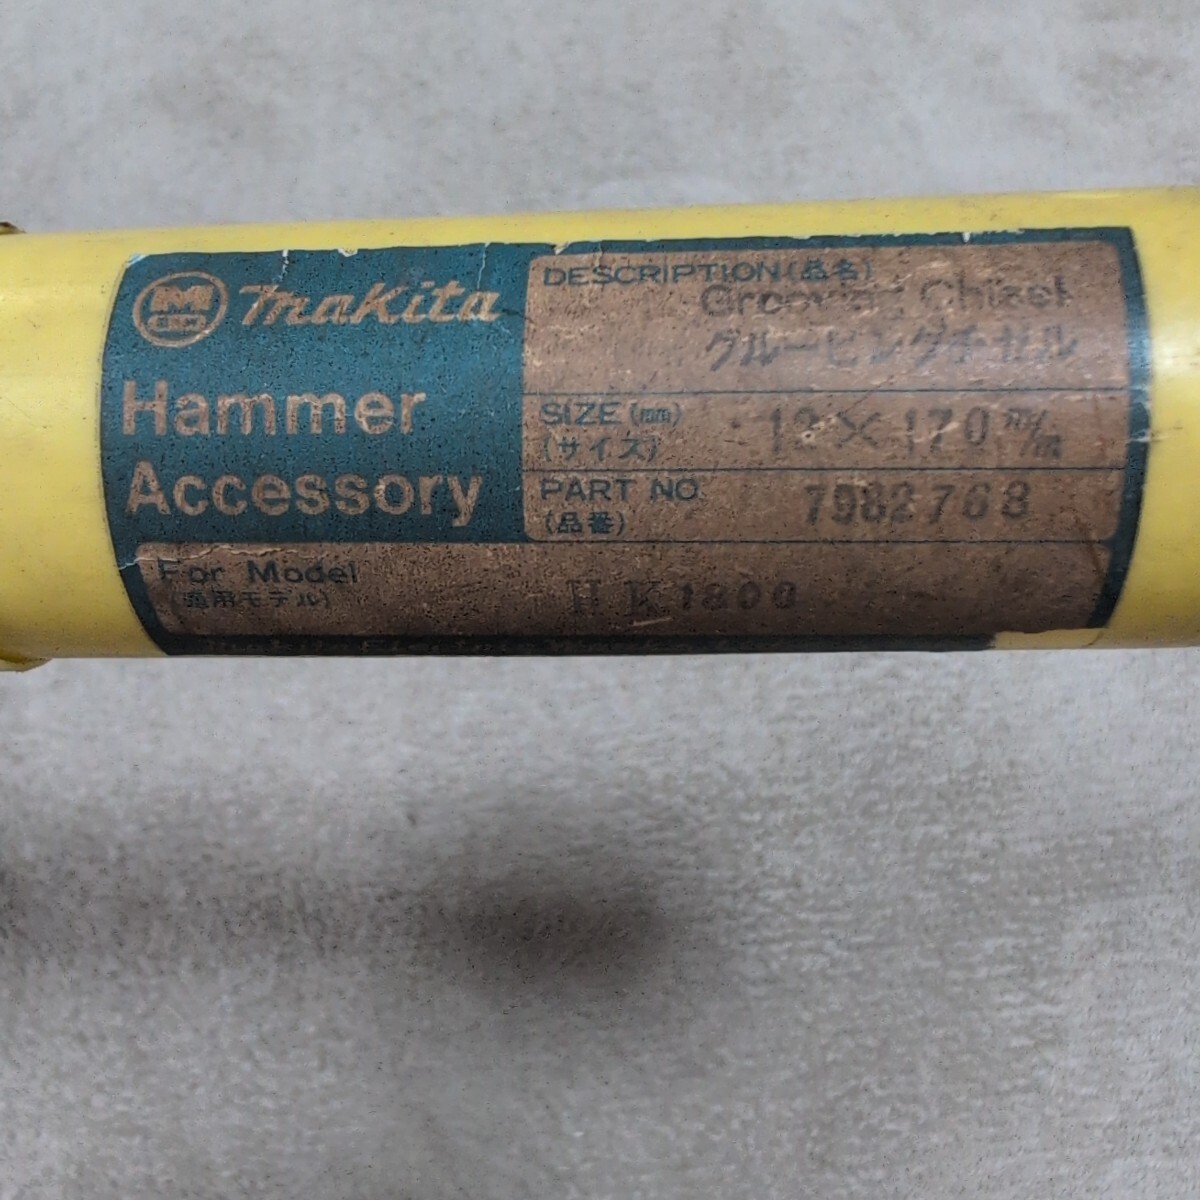 makita
Hammer
Accessory
DESCRIPTION(品名)
Grooving Chisel
グルービングチゼル
SIZE(mm)
(サイズ)
12×170 m/m
PART NO.
(品番)
7982768
For Model
(適用モデル)
HK1800